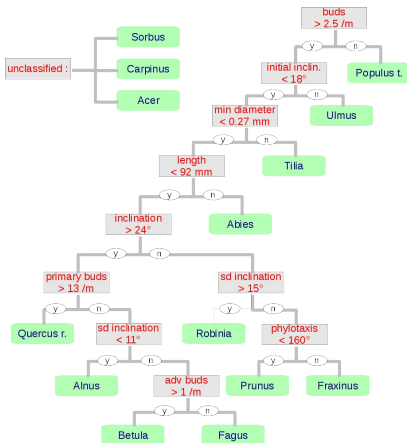 buds
> 2.5 /m
y
n
Sorbus
unclassified :
Carpinus
Acer
initial inclin.
< 18°
Populus t.
y
n
min diameter
< 0.27 mm
Ulmus
y
n
length
< 92 mm
Tilia
y
n
inclination
> 24°
Abies
y
n
primary buds
> 13 /m
sd inclination
> 15°
y
n
y
n
Quercus r.
sd inclination
< 11°
Robinia
phylotaxis
< 160°
y
n
y
n
Alnus
adv buds
> 1 /m
Prunus
Fraxinus
y
n
Betula
Fagus